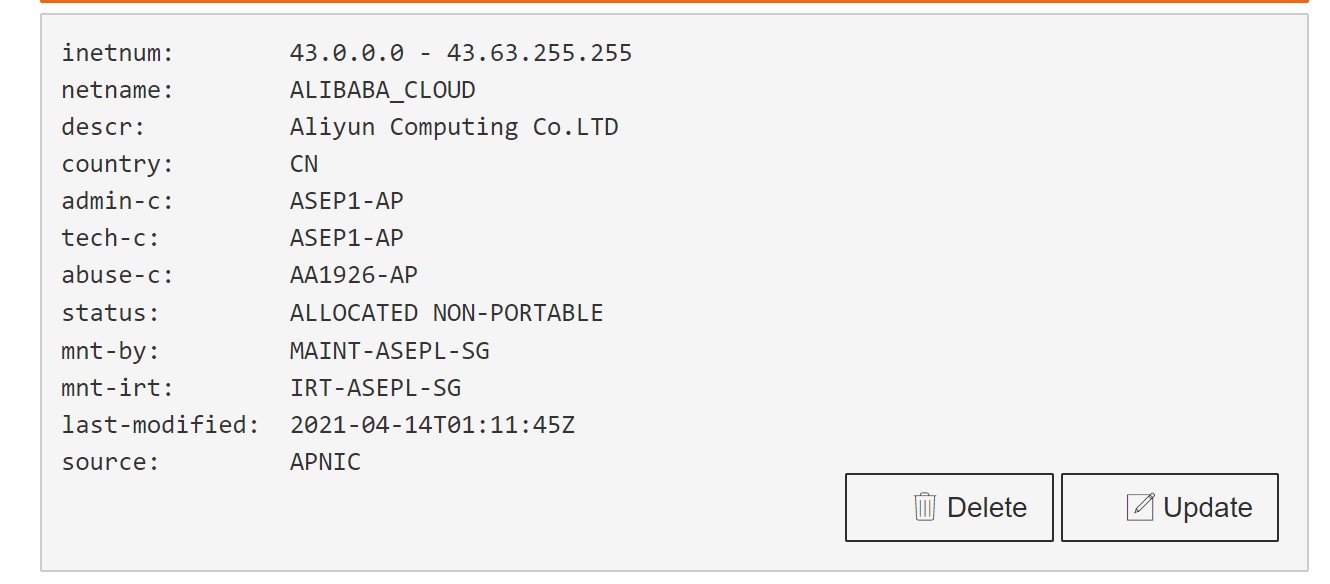 inetnum: 43.0.0.0 - 43.63.255.255
netname: ALIBABA_CLOUD
descr: Aliyun Computing Co.LTD
country: CN
admin-c: ASEP1-AP
tech-c: ASEP1-AP
abuse-c: AA1926-AP
status: ALLOCATED NON-PORTABLE
mnt-by: MAINT-ASEPL-SG
mnt-irt: IRT-ASEPL-SG
last-modified: 2021-04-14T01:11:45Z
source: APNIC
Delete Update